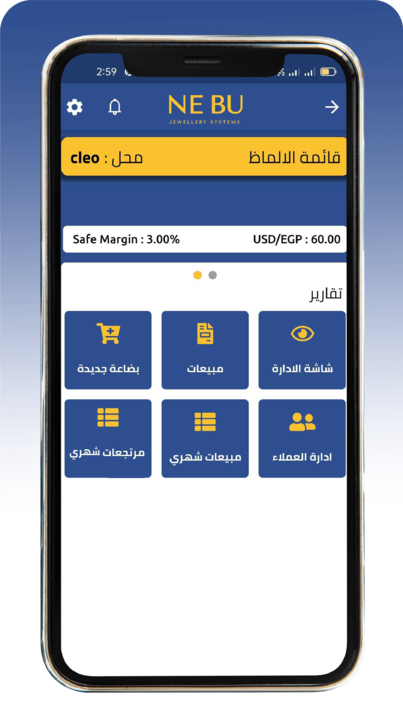 2:59
NE BU
JEWELLERY SYSTEMS
قائمة الالماظ
محل : cleo
Safe Margin : 3.00%
USD/EGP : 60.00
تقارير
شاشة الادارة
مبيعات
بضاعة جديدة
ادارة العملاء
مبيعات شهري
مرتجعات شهري